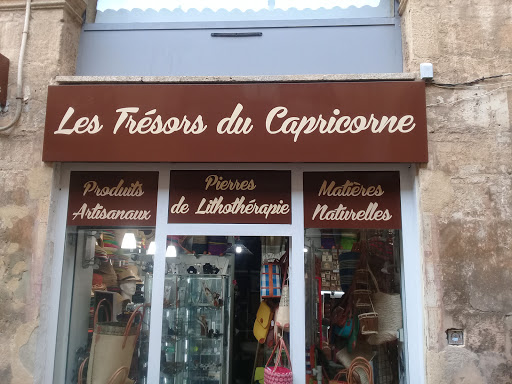 Les Trésors du Capricorne
Produits
Artisanaux
Pierres
de Lithothérapie
Matières
Naturelles